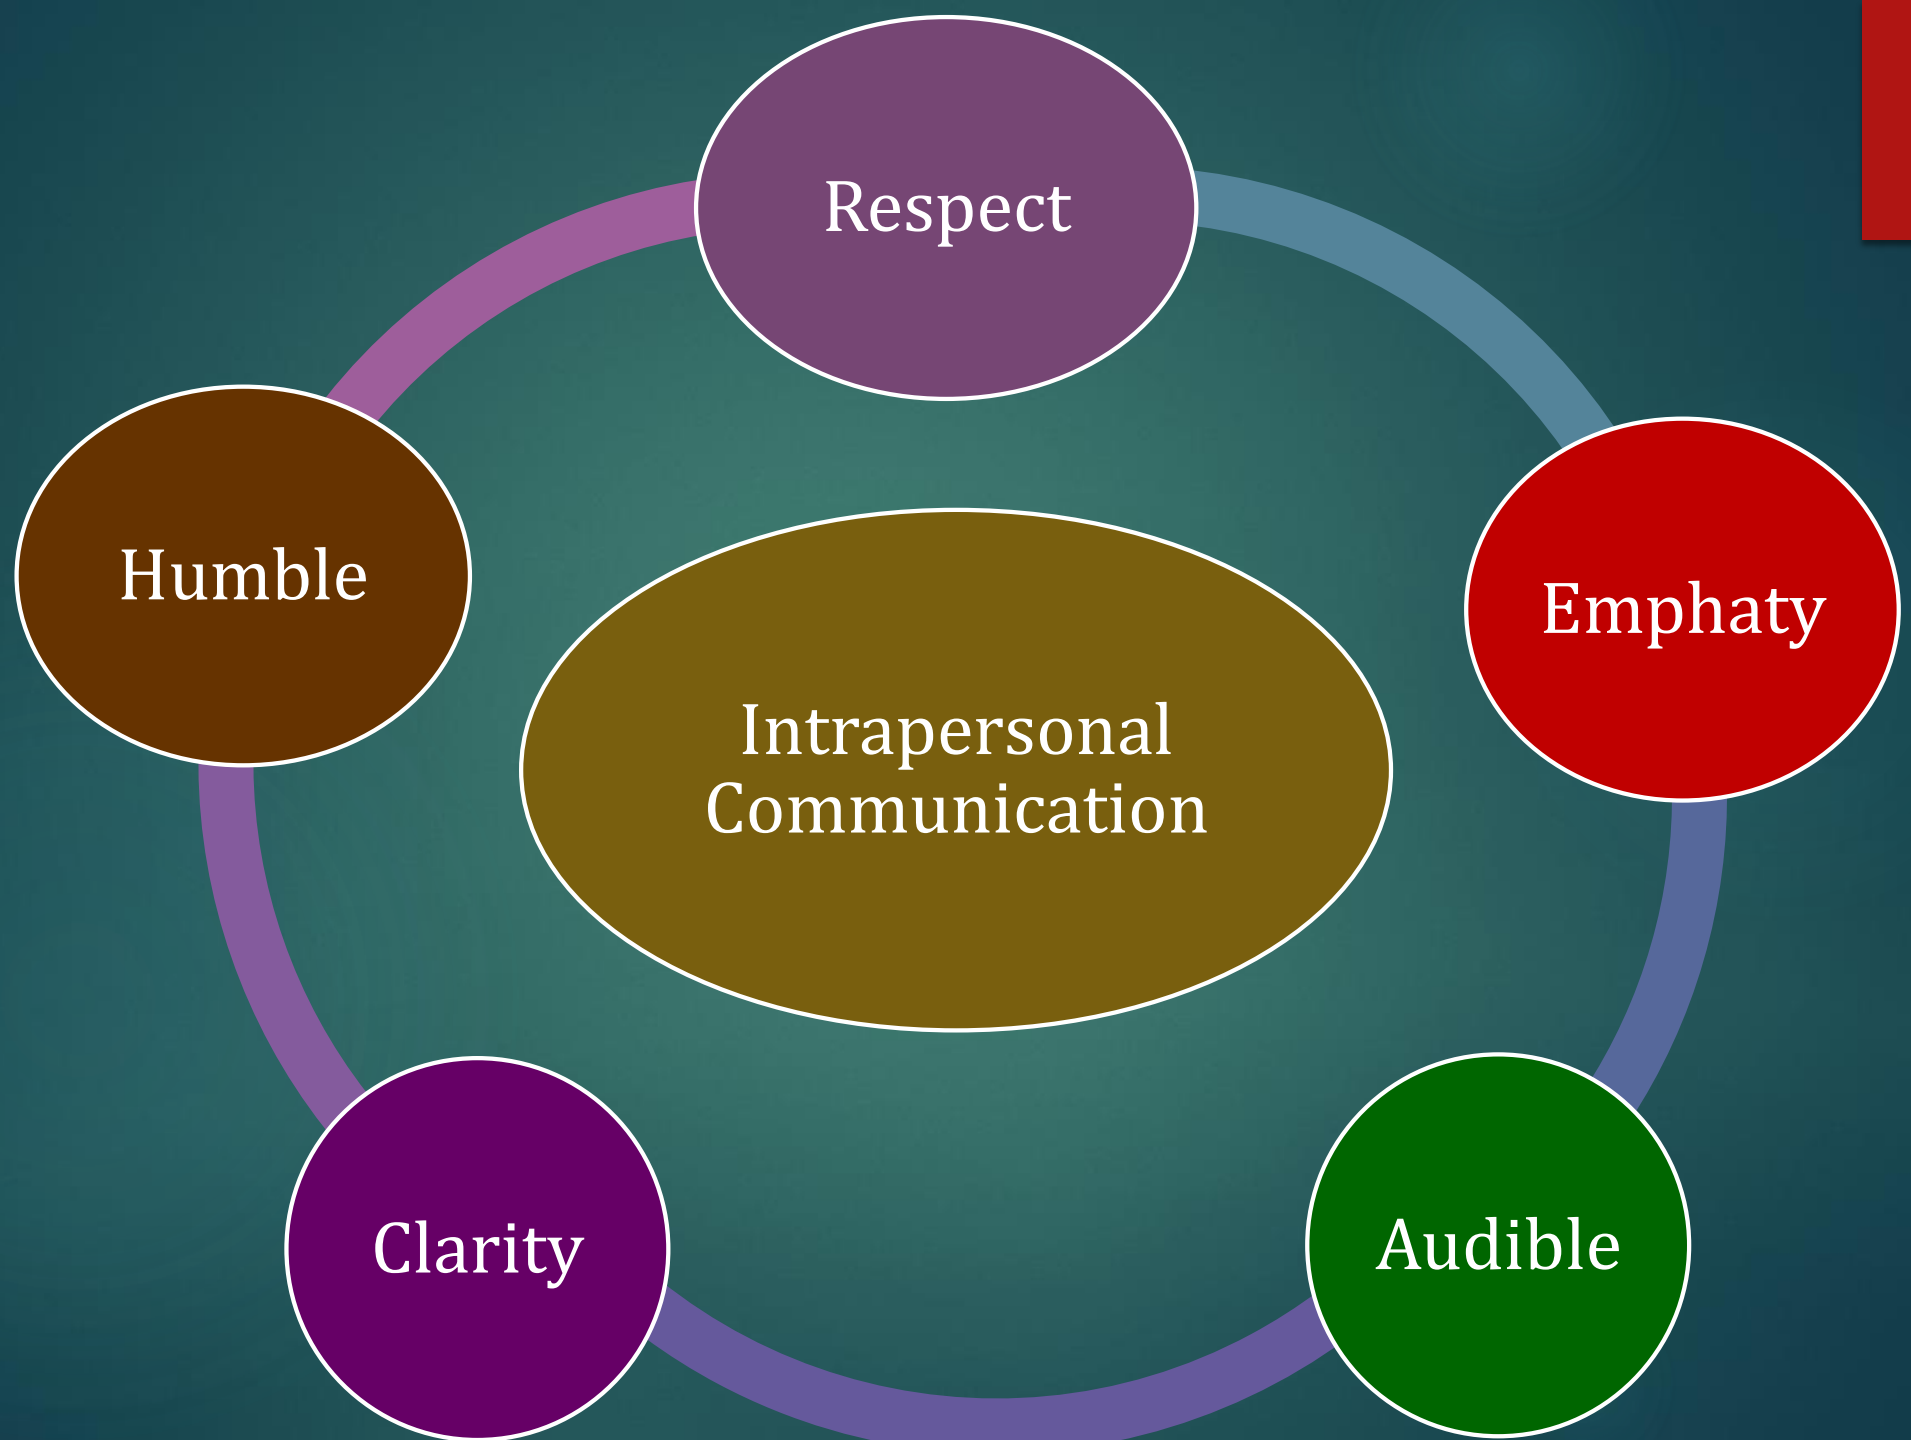 Respect
Humble
Emphaty
Intrapersonal
Communication
Clarity
Audible